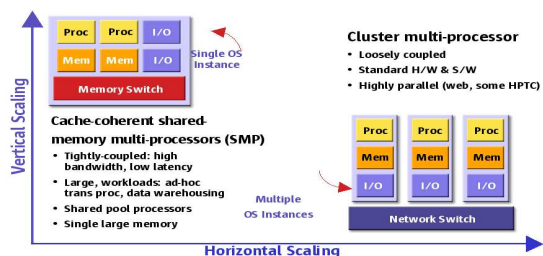 Vertical Scaling
Proc Proc I/O
Mem Mem I/O
Memory Switch
Single OS
Instance
Cache-coherent shared-
memory multi-processors (SMP)
• Tightly-coupled: high
bandwidth, low latency
• Large, workloads: ad-hoc
trans proc, data warehousing
• Shared pool processors
• Single large memory
Cluster multi-processor
• Loosely coupled
• Standard H/W & S/W
• Highly parallel (web, some HPTC)
Proc Proc Proc
Mem Mem Mem
I/O I/O I/O
Network Switch
Multiple
OS Instances
Horizontal Scaling